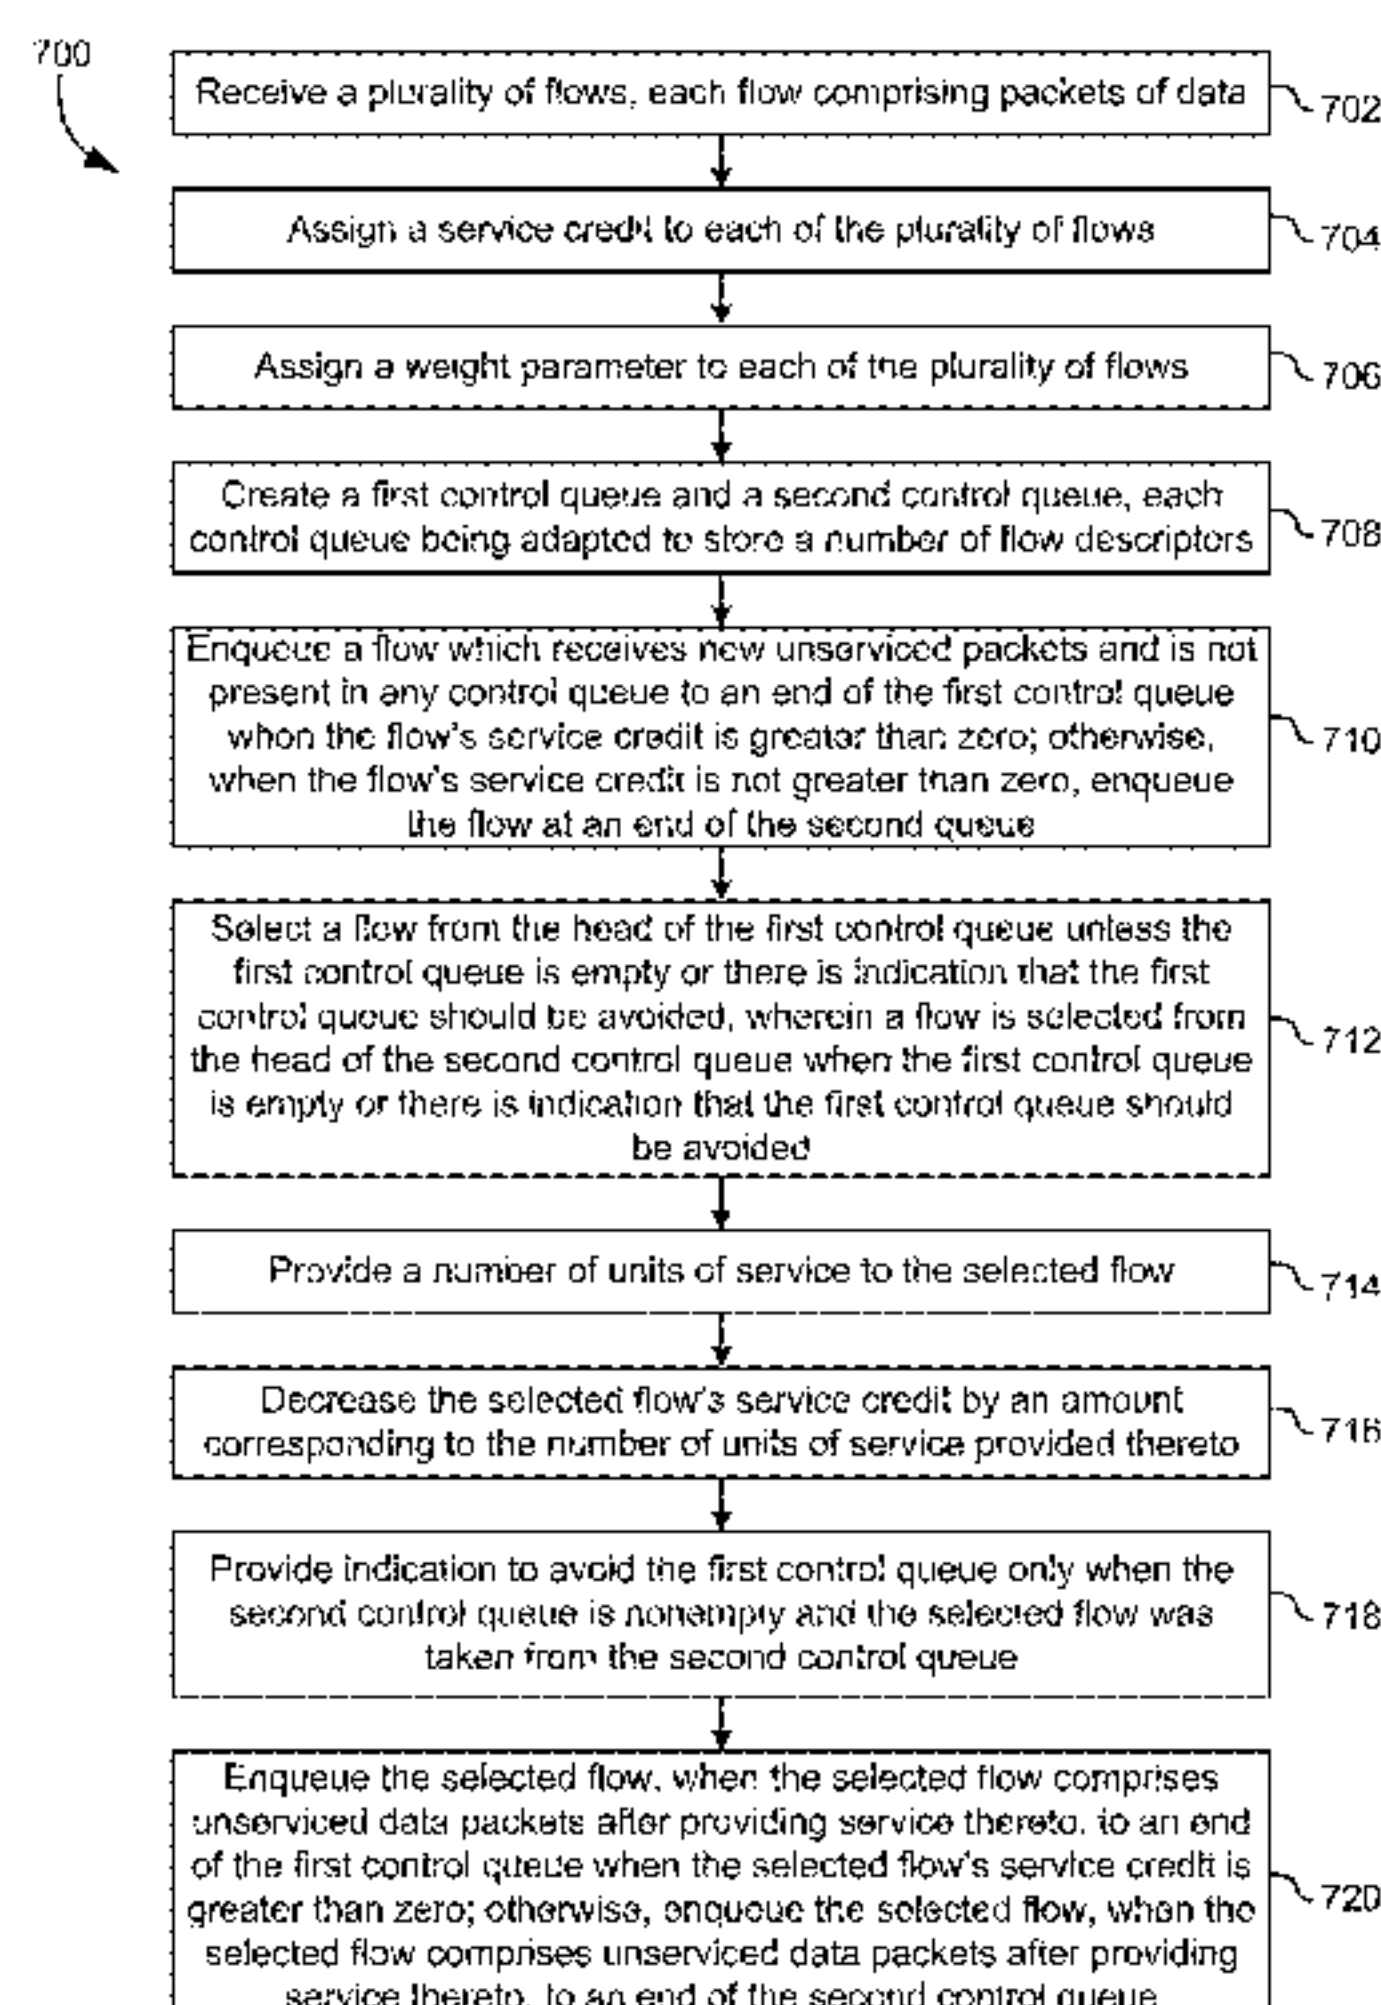 700
Receive a plurality of flows, each flow comprising packets of data
702
Assign a service credit to each of the plurality of flows
704
Assign a weight parameter to each of the plurality of flows
706
Create a first control queue and a second control queue, each
control queue being adapted to store a number of flow descriptors
708
Enqueue a flow which receives new unserviced packets and is not
present in any control queue to an end of the first control queue
when the flow's service credit is greater than zero; otherwise,
when the flow's service credit is not greater than zero, enqueue
the flow at an end of the second queue
710
Select a flow from the head of the first control queue unless the
first control queue is empty or there is indication that the first
control queue should be avoided, wherein a flow is selected from
the head of the second control queue when the first control queue
is empty or there is indication that the first control queue should
be avoided
712
Provide a number of units of service to the selected flow
714
Decrease the selected flow's service credit by an amount
corresponding to the number of units of service provided thereto
716
Provide indication to avoid the first control queue only when the
second control queue is nonempty and the selected flow was
taken from the second control queue
718
Enqueue the selected flow, when the selected flow comprises
unserviced data packets after providing service thereto, to an end
of the first control queue when the selected flow's service credit is
greater than zero; otherwise, enqueue the selected flow, when the
selected flow comprises unserviced data packets after providing
service thereto, to an end of the second control queue
720